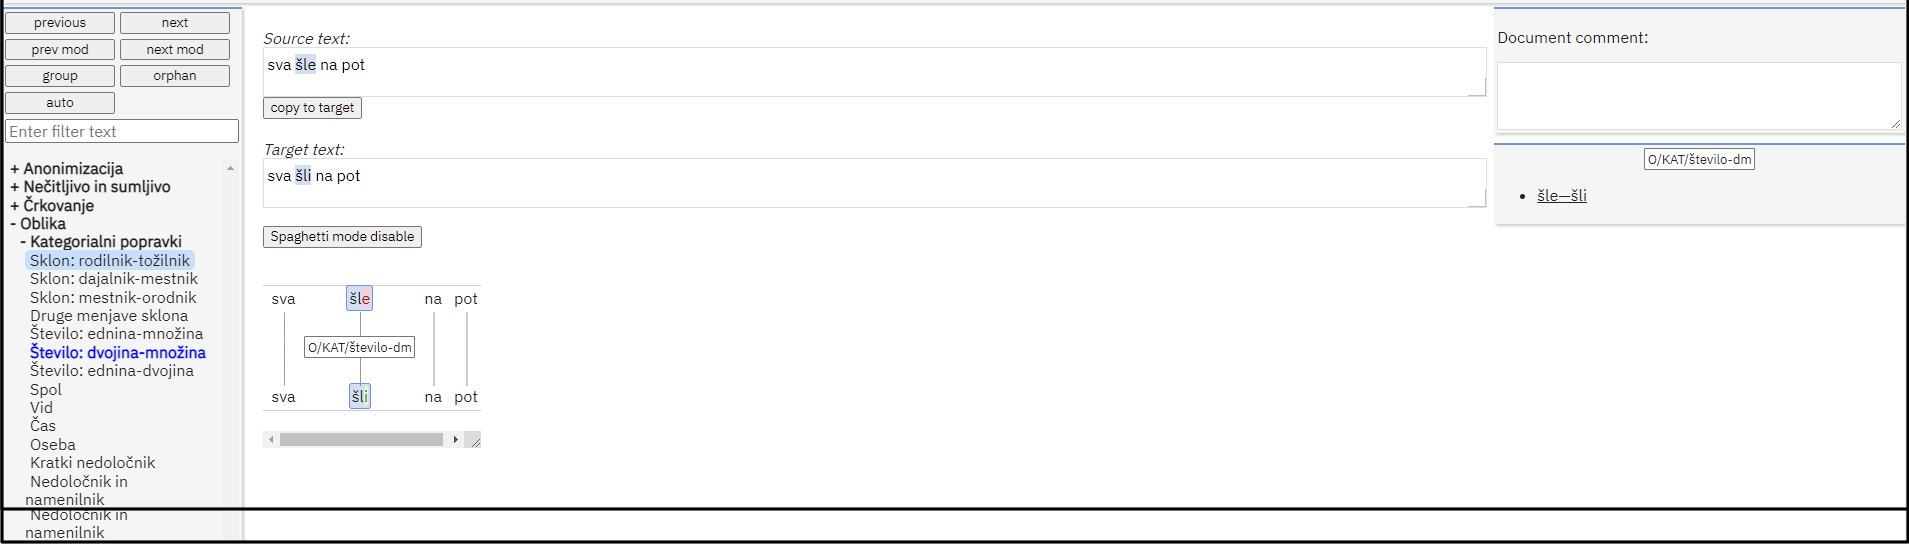 previous
next
prev mod
next mod
group
orphan
auto
Enter filter text
+ Anonimizacija
+ Nečitljivo in sumljivo
+ Črkovanje
- Oblika
- Kategorialni popravki
Sklon: rodilnik-tožilnik
Sklon: dajalnik-mestnik
Sklon: mestnik-orodnik
Druge menjave sklona
Število: ednina-množina
Število: dvojina-množina
Število: ednina-dvojina
Spol
Vid
Čas
Oseba
Kratki nedoločnik
Nedoločnik in
namenilnik
Nedoločnik in
namenilnik
Source text:
sva šle na pot
copy to target
Target text:
sva šli na pot
Spaghetti mode disable
sva šle na pot
O/KAT/število-dm
sva šli na pot
Document comment:
O/KAT/število-dm
• šle—šli